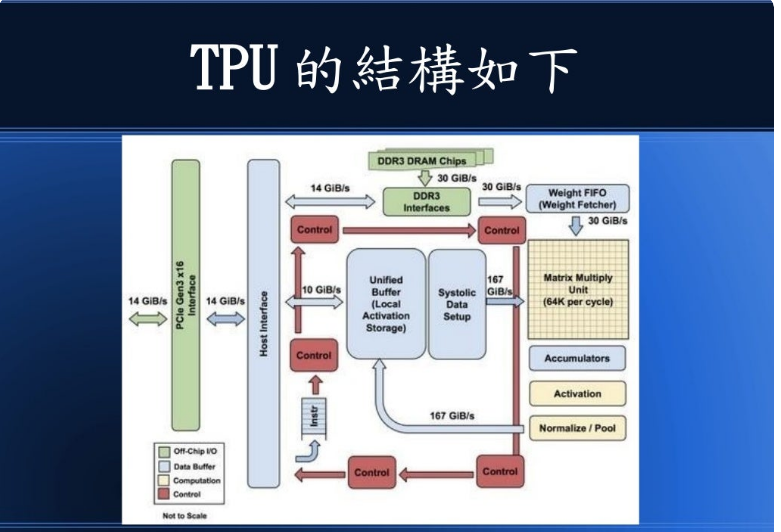 TPU 的結構如下
DDR3 DRAM Chips
30 GiB/s
14 GiB/s
DDR3
Interfaces
30 GiB/s
Weight FIFO
(Weight Fetcher)
30 GiB/s
Control
Control
14 GiB/s
PCIe Gen3 x16
Interface
14 GiB/s
Host Interface
10 GiB/s
Unified
Buffer
(Local
Activation
Storage)
Systolic
Data
Setup
167
GiB/s
Matrix Multiply
Unit
(64K per cycle)
Control
Accumulators
Activation
Instr
167 GiB/s
Normalize / Pool
Off-Chip I/O
Data Buffer
Computation
Control
Control
Control
Not to Scale